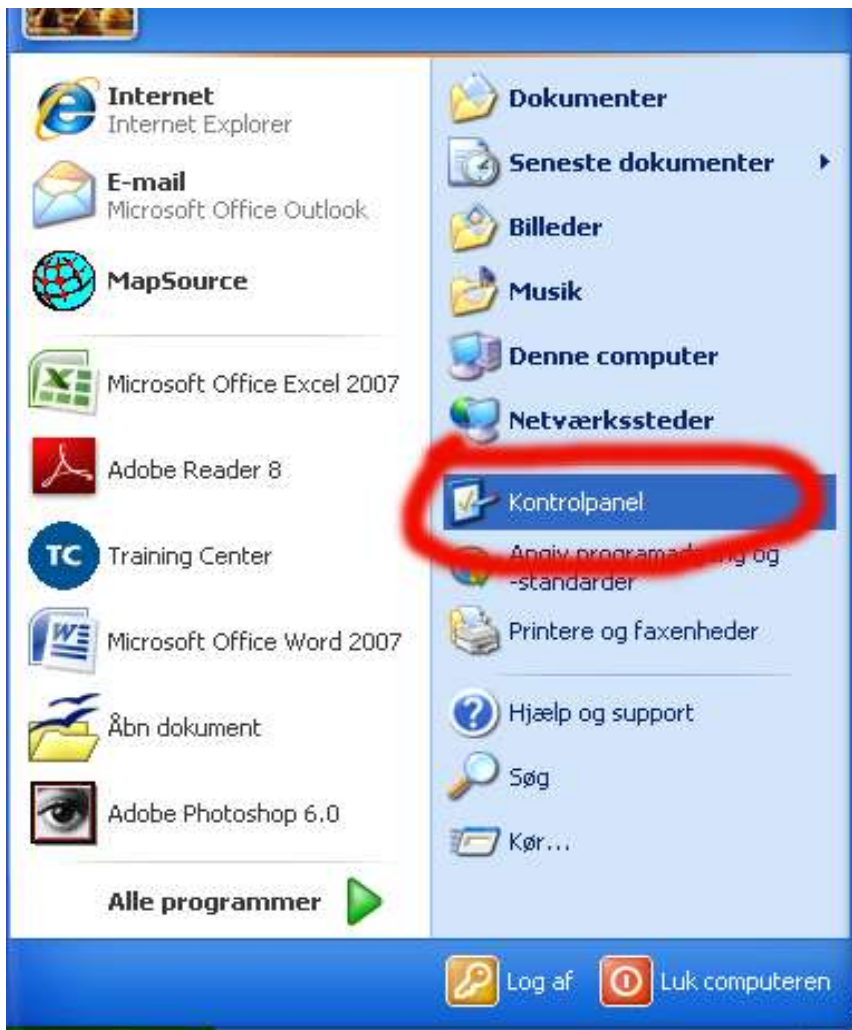 Internet
Internet Explorer
E-mail
Microsoft Office Outlook
MapSource
Microsoft Office Excel 2007
Adobe Reader 8
TC
Training Center
Microsoft Office Word 2007
Åbn dokument
Adobe Photoshop 6.0
Alle programmer
Dokumenter
Seneste dokumenter
Billeder
Musik
Denne computer
Netværkssteder
Kontrolpanel
Angiv programadgang og
-standarder
Printere og faxenheder
Hjælp og support
Søg
Kør...
Log af
Luk computeren